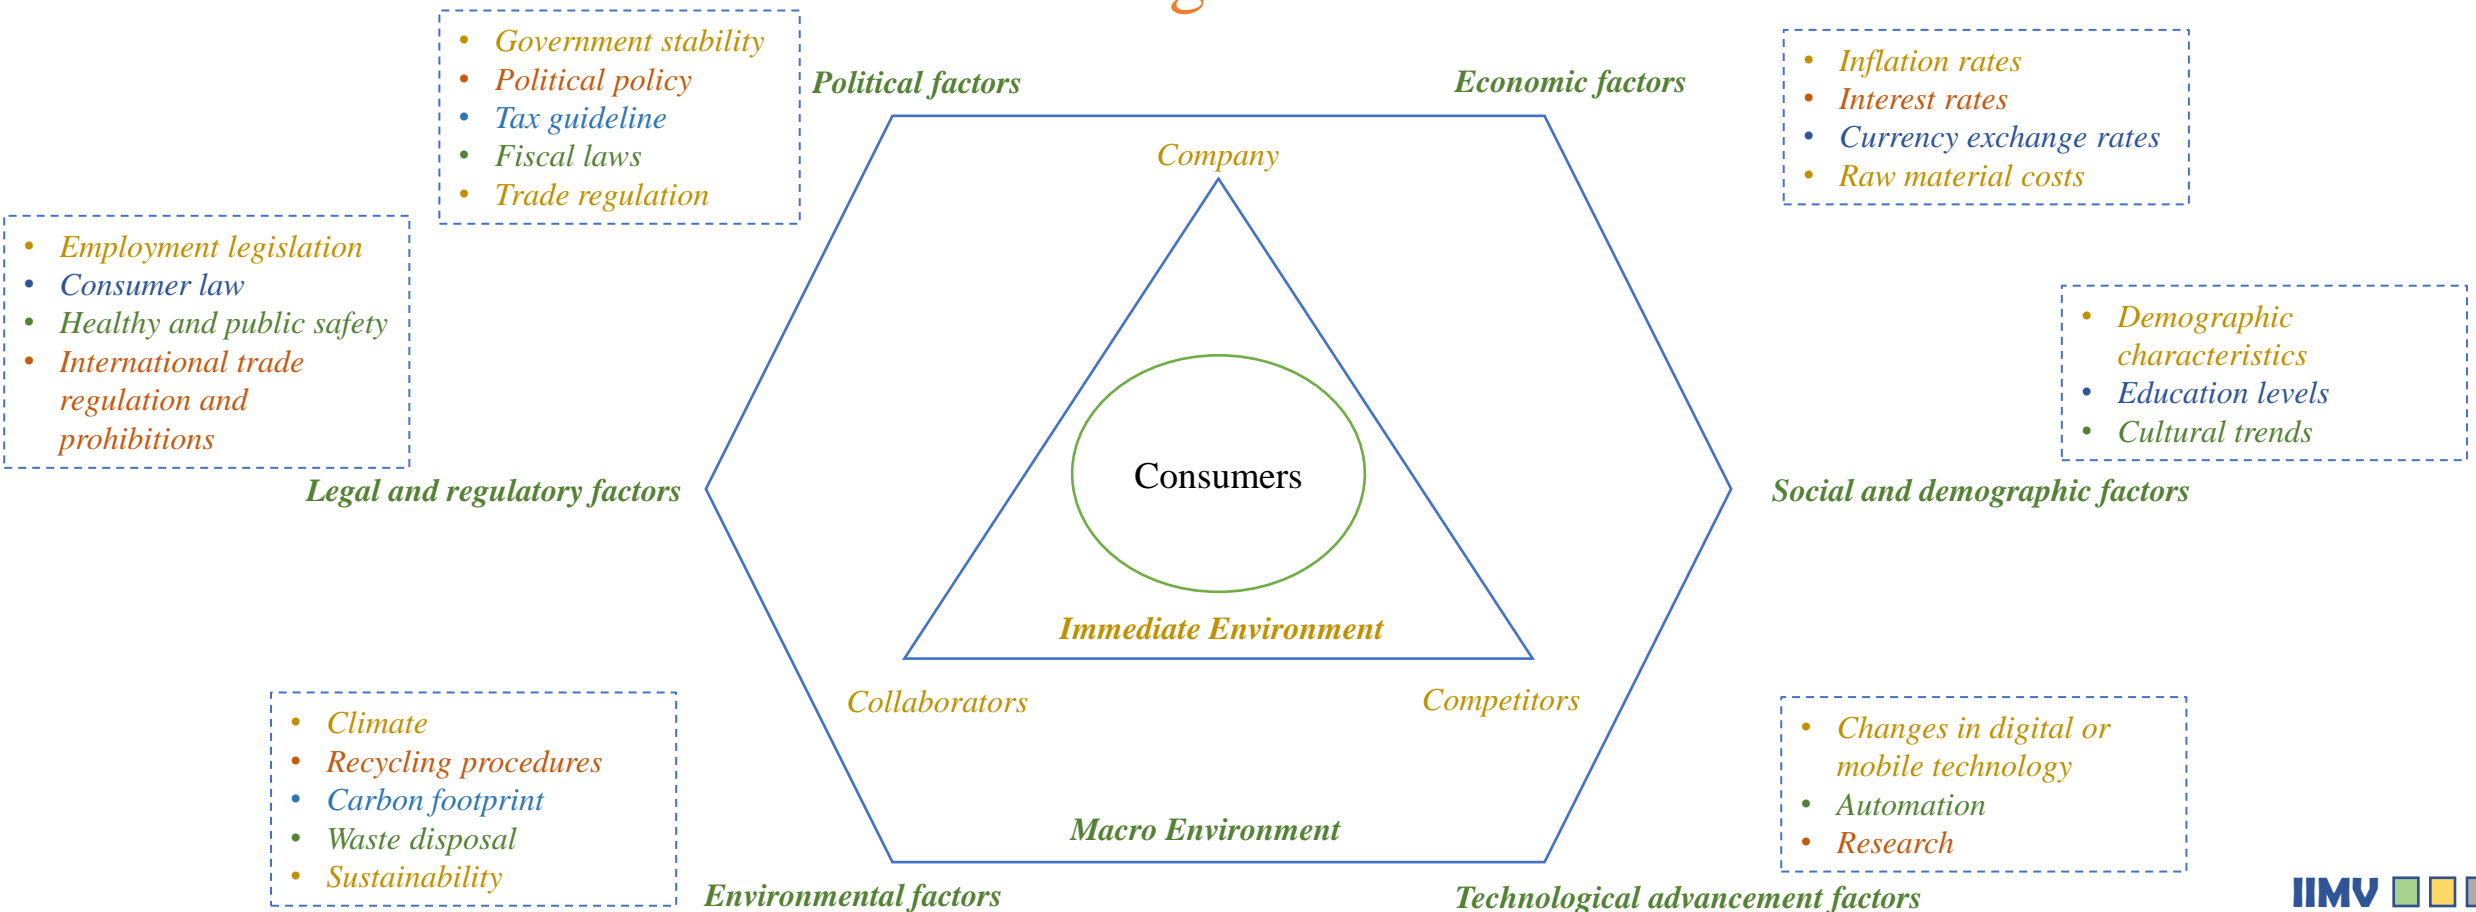 Government stability
Political policy
Tax guideline
Fiscal laws
Trade regulation
Political factors
Economic factors
Inflation rates
Interest rates
Currency exchange rates
Raw material costs
Company
Employment legislation
Consumer law
Healthy and public safety
International trade
regulation and
prohibitions
Demographic
characteristics
Education levels
Cultural trends
Consumers
Legal and regulatory factors
Social and demographic factors
Immediate Environment
Collaborators
Competitors
Climate
Recycling procedures
Carbon footprint
Waste disposal
Sustainability
Changes in digital or
mobile technology
Automation
Research
Macro Environment
Environmental factors
Technological advancement factors
IIMV